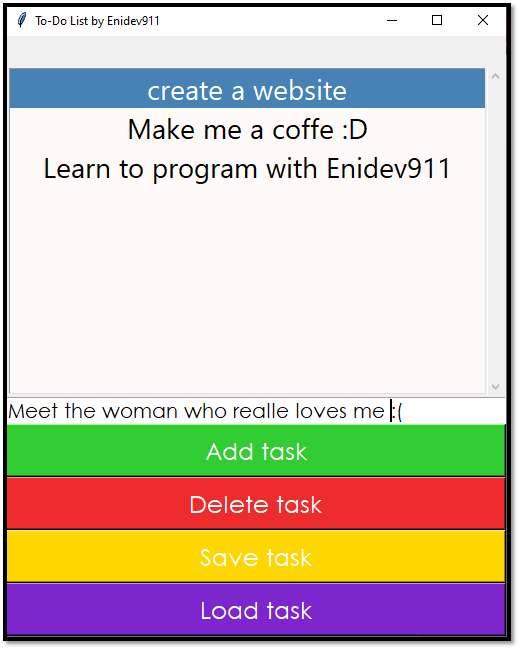 To-Do List by Enidev911
create a website
Make me a coffe :D
Learn to program with Enidev911
Meet the woman who realle loves me :(
Add task
Delete task
Save task
Load task